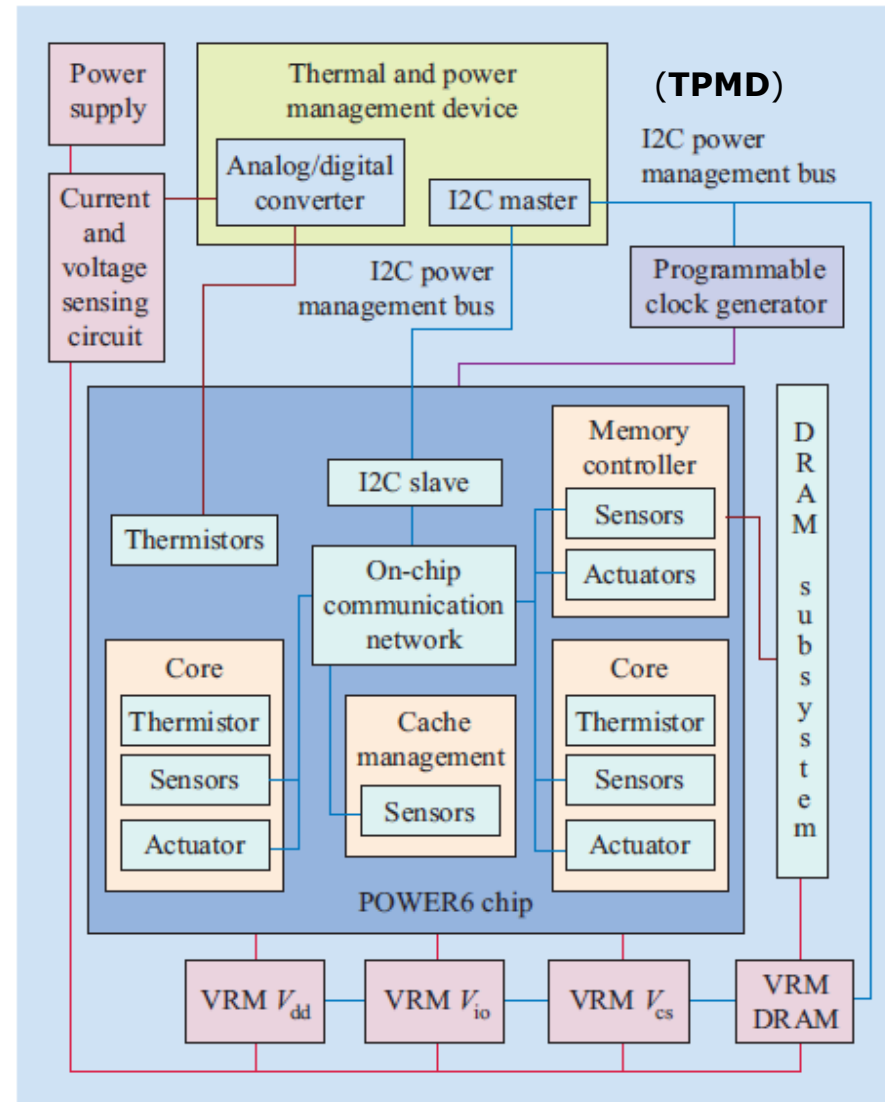 Power
supply
Thermal and power
management device
(TPMD)
I2C power
management bus
Analog/digital
converter
I2C master
Current
and
voltage
sensing
circuit
I2C power
management bus
Programmable
clock generator
Memory
controller
Sensors
Actuators
I2C slave
Thermistors
On-chip
communication
network
DRAM
subsystem
Core
Thermistor
Sensors
Actuator
Cache
management
Sensors
Core
Thermistor
Sensors
Actuator
POWER6 chip
VRM Vdd
VRM Vio
VRM Vcs
VRM
DRAM